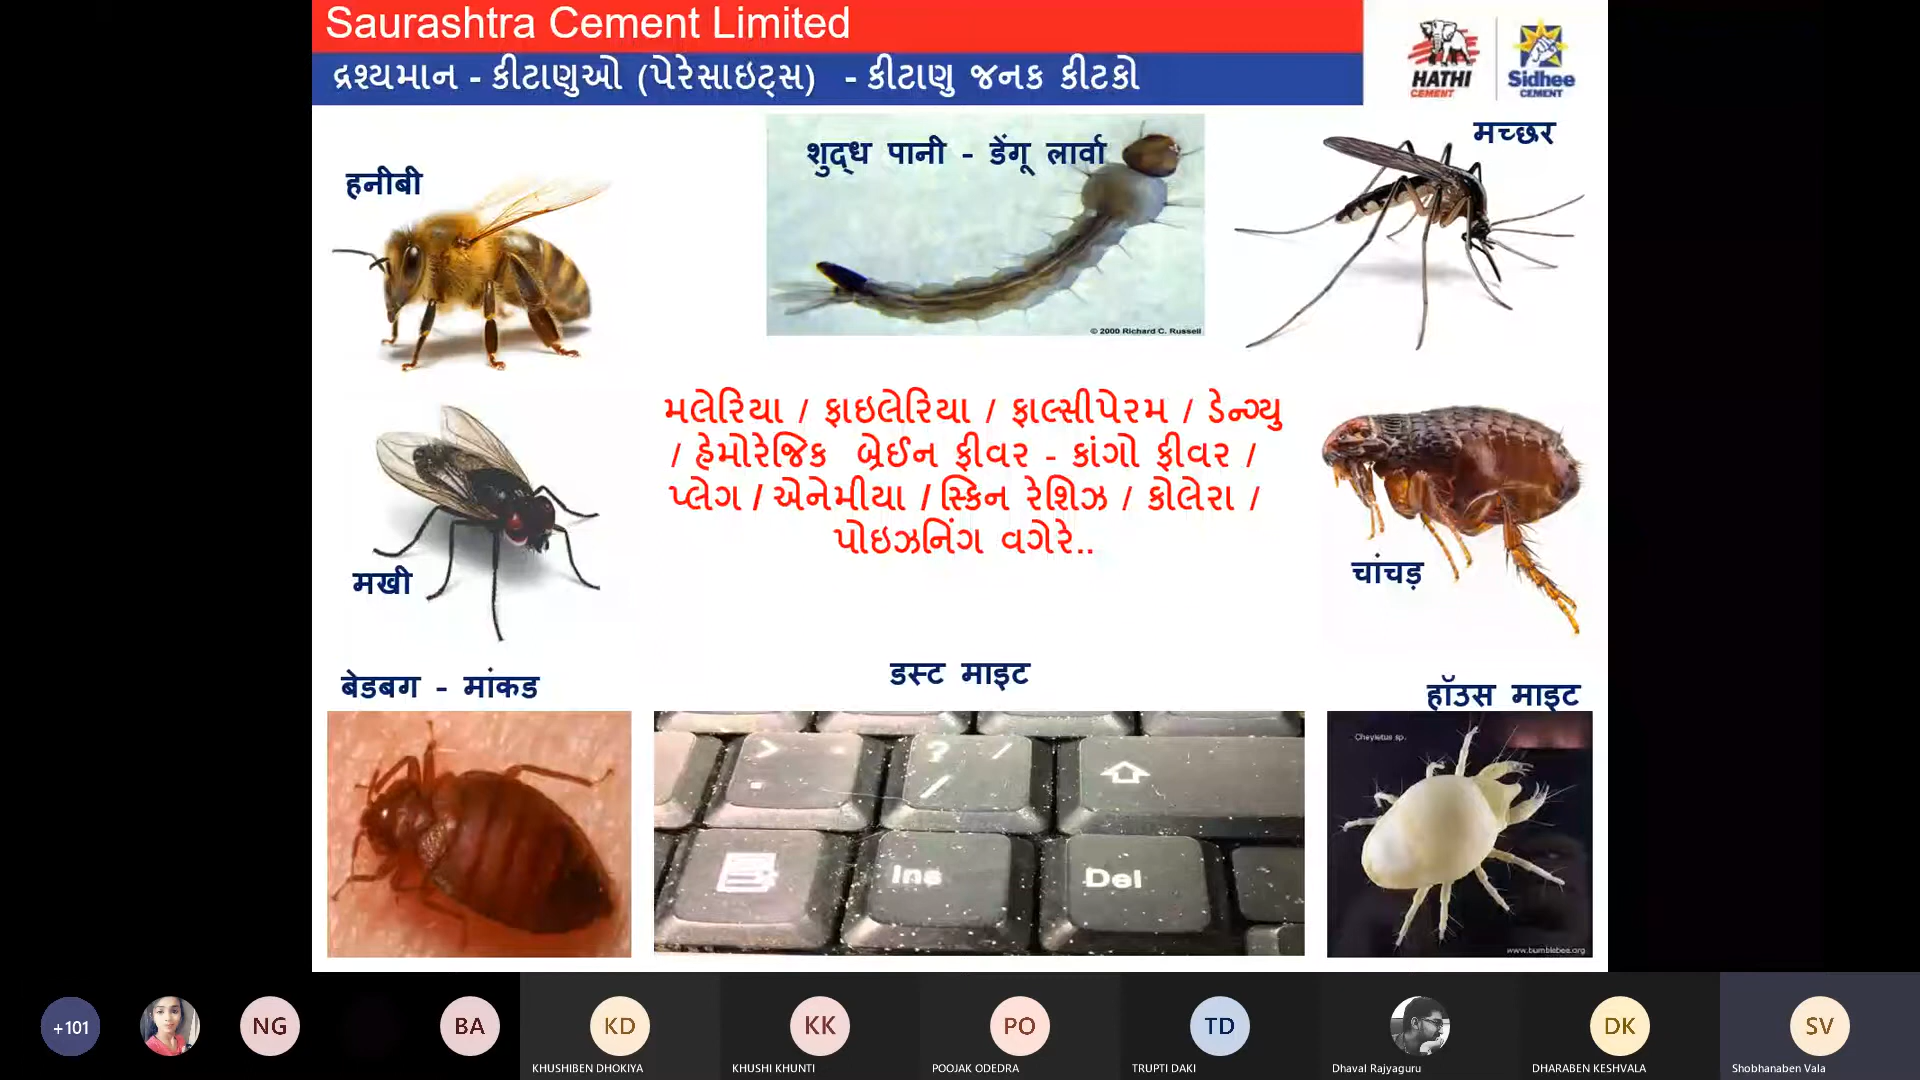 Saurashtra Cement Limited
દ્રશ્યમાન - કીટાણુઓ (પેરેસાઇટ્સ) - કીટાણુ જનક કીટકો
HATHI
CEMENT
Sidhee
CEMENT
हनीबी
शुद्ध पानी - डेंगू लार्वा
© 2000 Richard C. Russell
मच्छर
મલેરિયા / ફાઇલેરિયા / ફાલ્સીપેરમ / ડેન્ગ્યુ
/ હેમોરેજિક બ્રેઈન ફીવર - કાંગો ફીવર /
પ્લેગ / એનેમીયા / સ્કિન રેશિઝ / કોલેરા /
પોઇઝનિંગ વગેરે..
मखी
चांचड़
बेडबग - मांकड
डस्ट माइट
हॉउस माइट
> ? /
. /
Ins Del
Cheyletus sp.
www.bumblebee.org
+101 NG BA KD KK PO TD DK SV
KHUSHIBEN DHOKIYA KHUSHI KHUNTI POOJAK ODEDRA TRUPTI DAKI Dhaval Rajyaguru DHARABEN KESHVALA Shobhanaben Vala